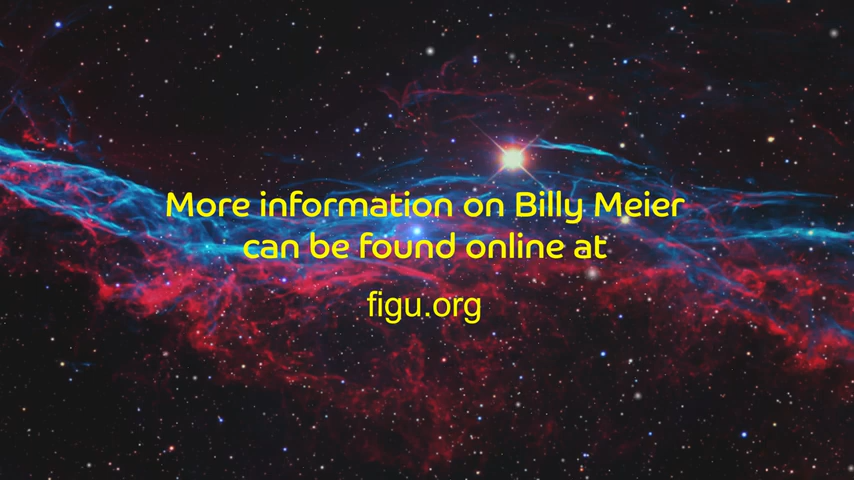 More information on Billy Meier
can be found online at
figu.org